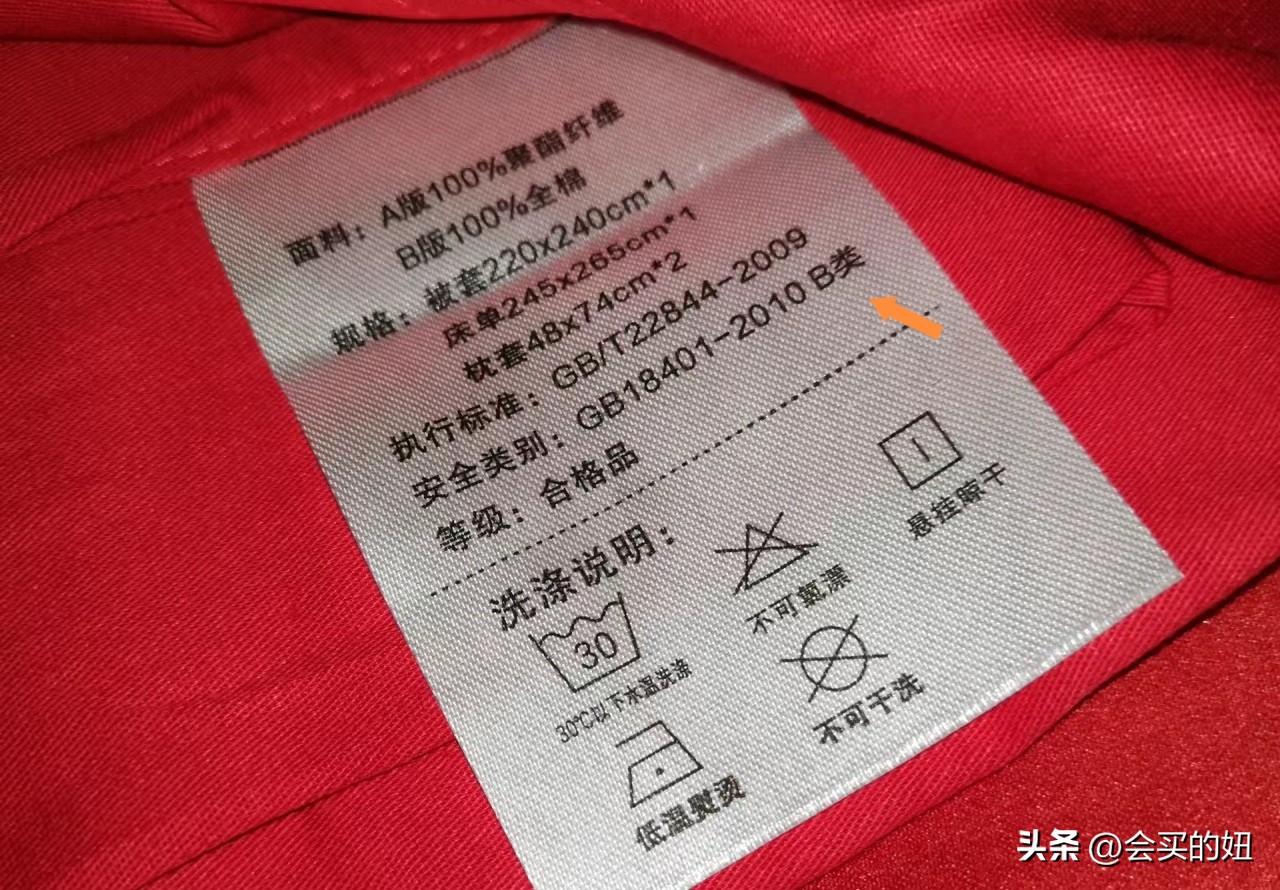 面料：A版100%聚酯纤维
B版100%全棉
规格：被套220x240cm*1
床单245x265cm*1
枕套48x74cm*2
执行标准：GB/T22844-2009
安全类别：GB18401-2010 B类
等级：合格品
洗涤说明：
30
30℃以下水温洗涤
不可氯漂
悬挂晾干
低温熨烫
不可干洗
头条 @会买的妞